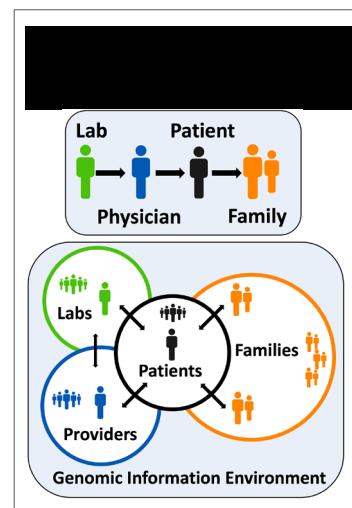 Lab Patient
Physician Family
Labs
Patients
Families
Providers
Genomic Information Environment